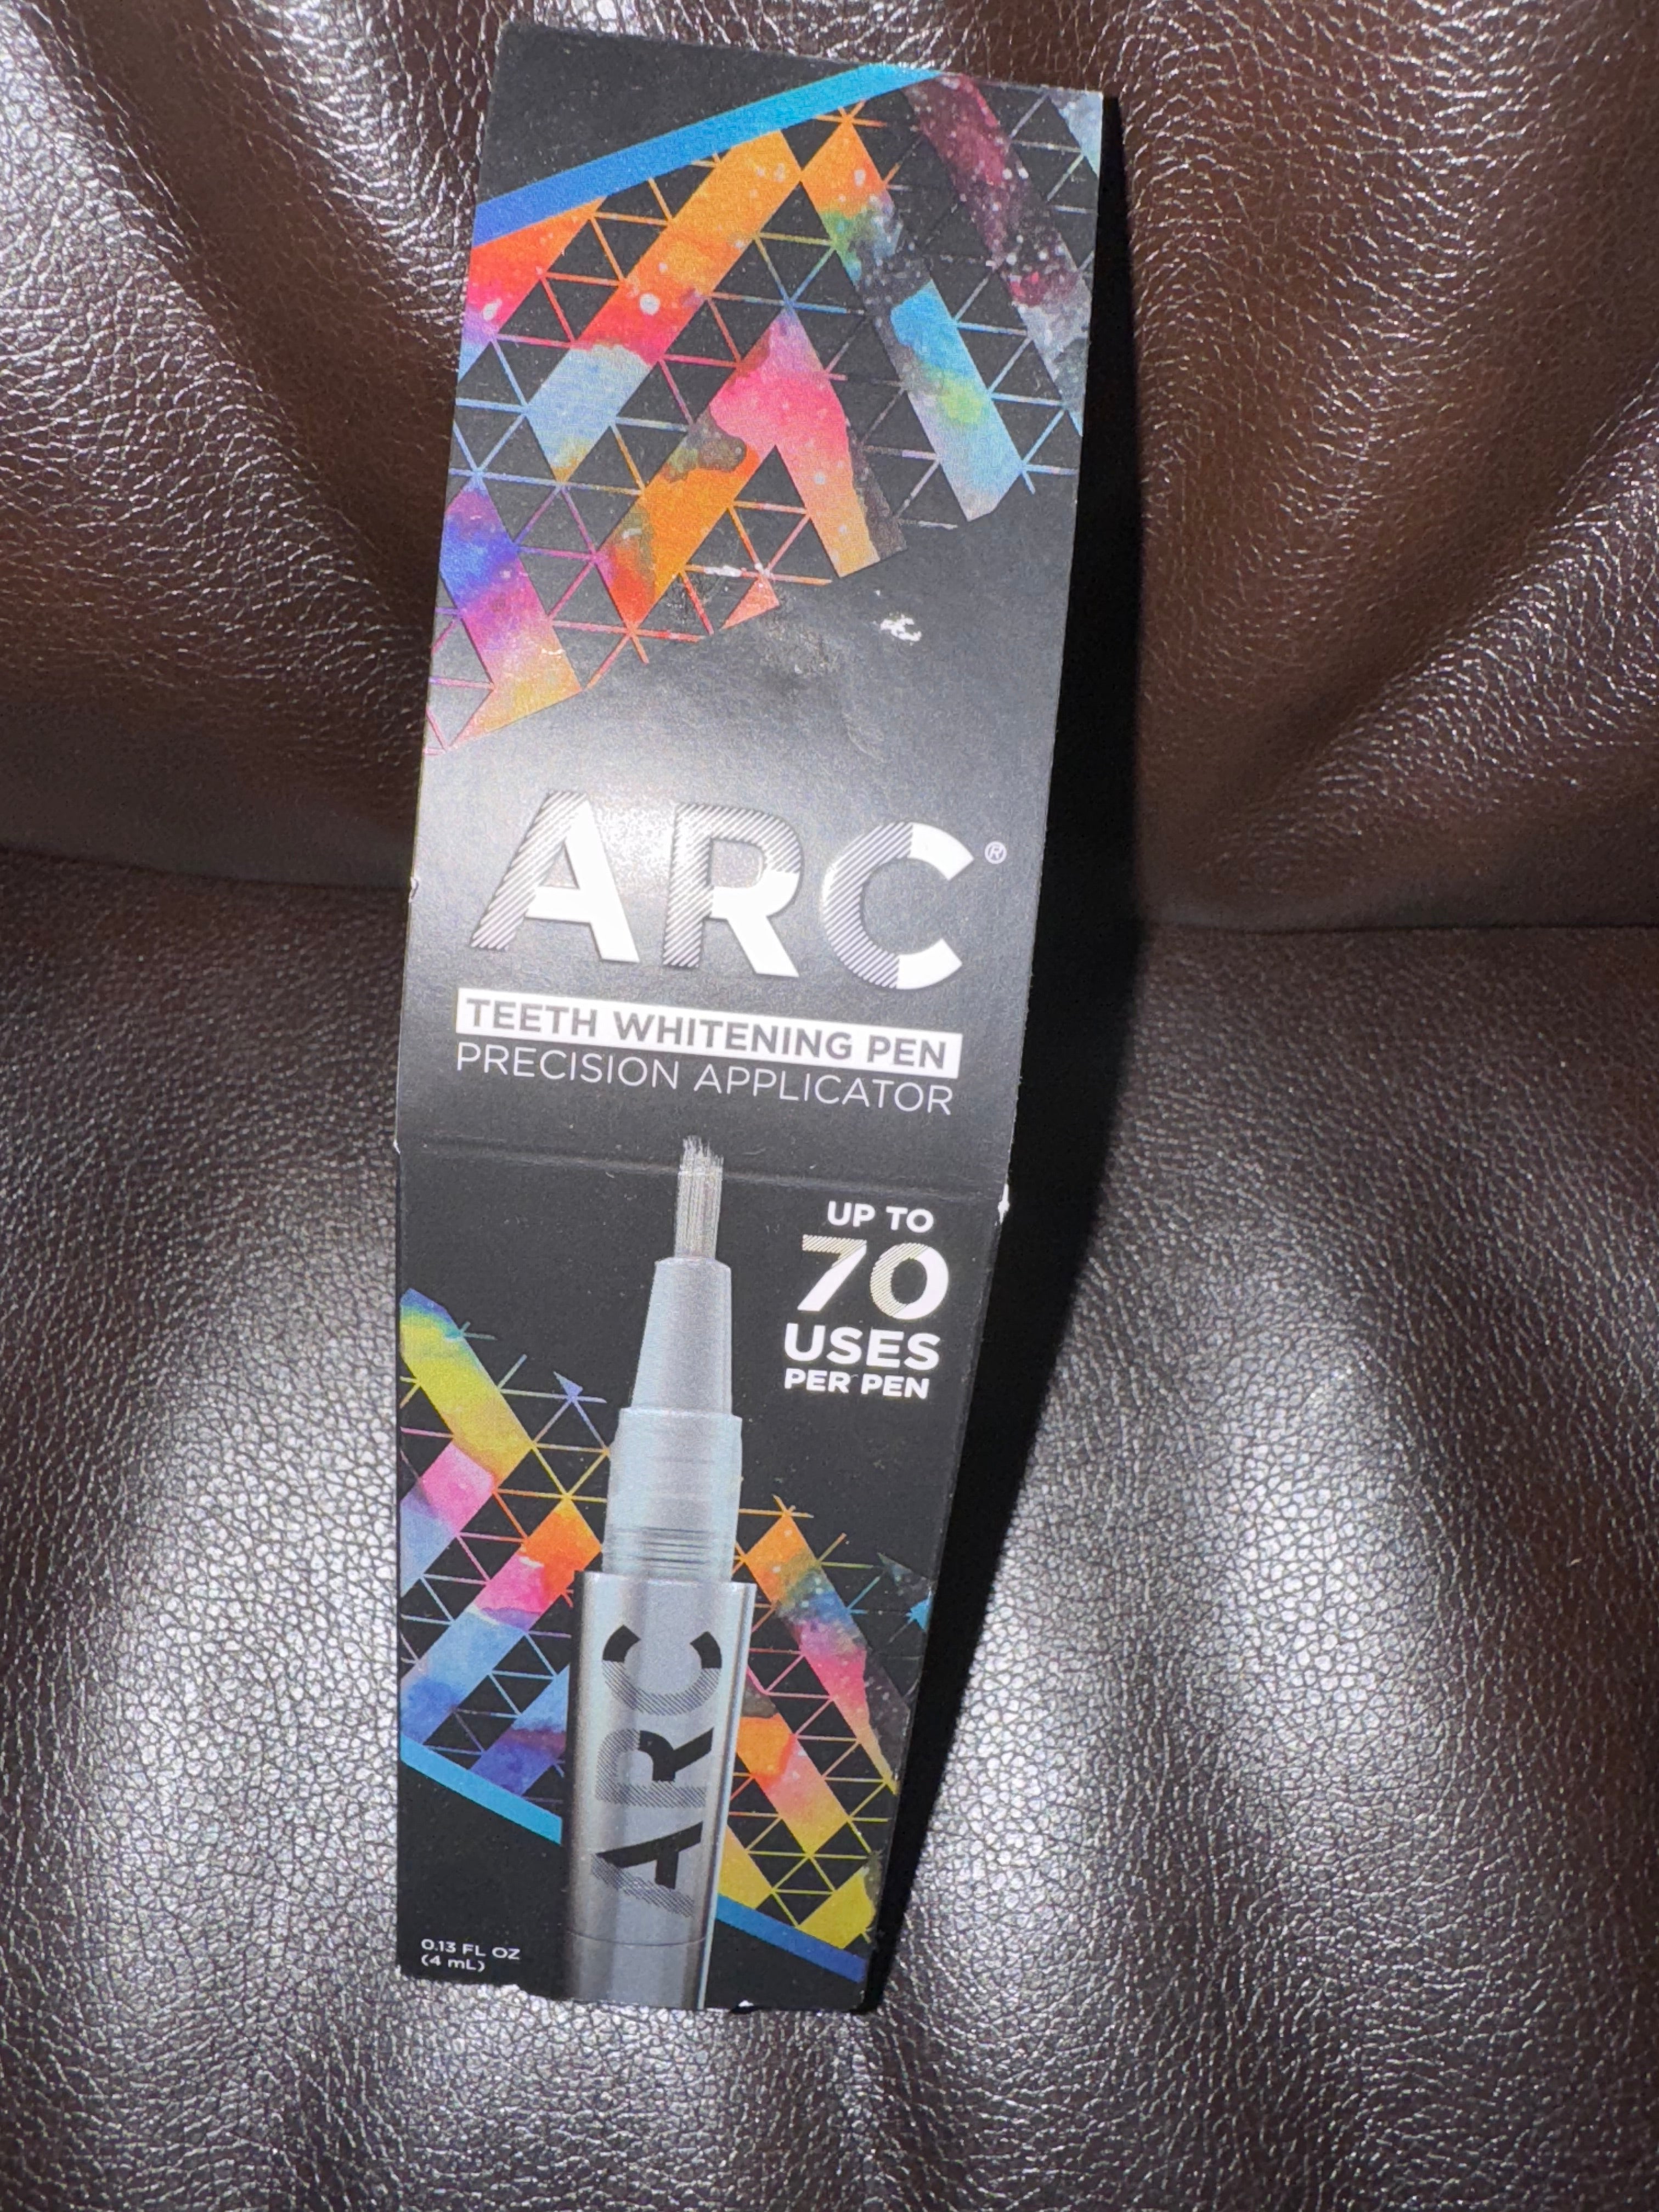 ARC®
TEETH WHITENING PEN
PRECISION APPLICATOR
UP TO
70
USES
PER PEN
ARC
0.13 FL OZ
(4 mL)